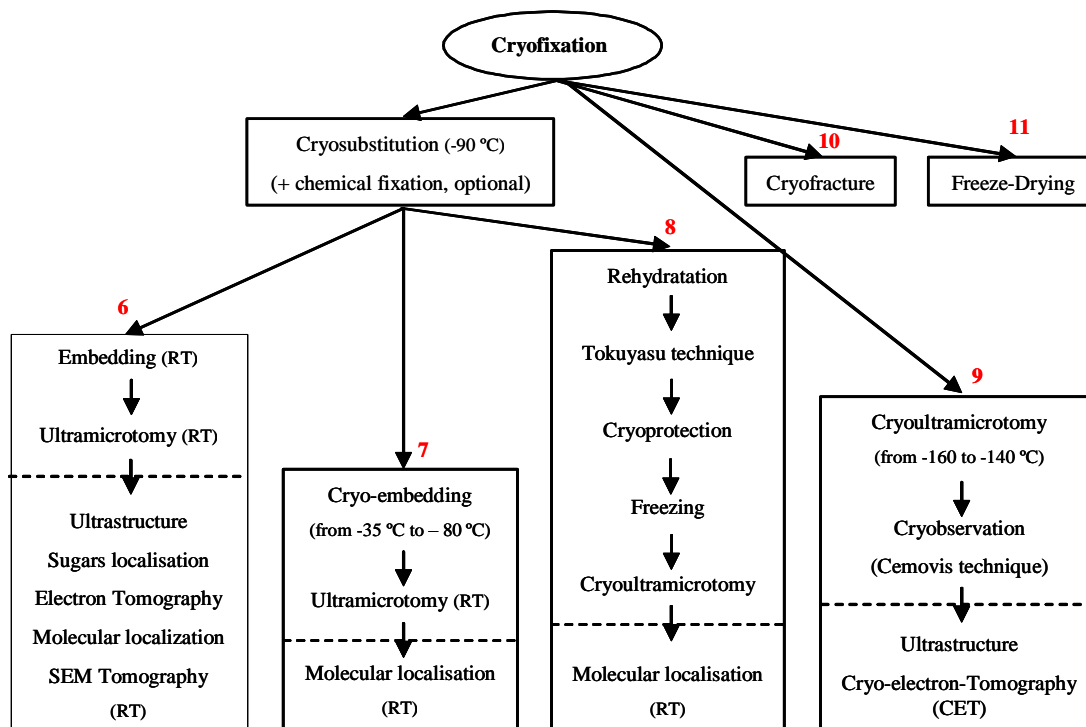 Cryofixation
Cryosubstitution (-90 ºC)
(+ chemical fixation, optional)
10
Cryofracture
11
Freeze-Drying
6
Embedding (RT)
Ultramicrotomy (RT)
Ultrastructure
Sugars localisation
Electron Tomography
Molecular localization
SEM Tomography
(RT)
7
Cryo-embedding
(from -35 ºC to – 80 ºC)
Ultramicrotomy (RT)
Molecular localisation
(RT)
8
Rehydratation
Tokuyasu technique
Cryoprotection
Freezing
Cryoultramicrotomy
Molecular localisation
(RT)
9
Cryoultramicrotomy
(from -160 to -140 ºC)
Cryobservation
(Cemovis technique)
Ultrastructure
Cryo-electron-Tomography
(CET)